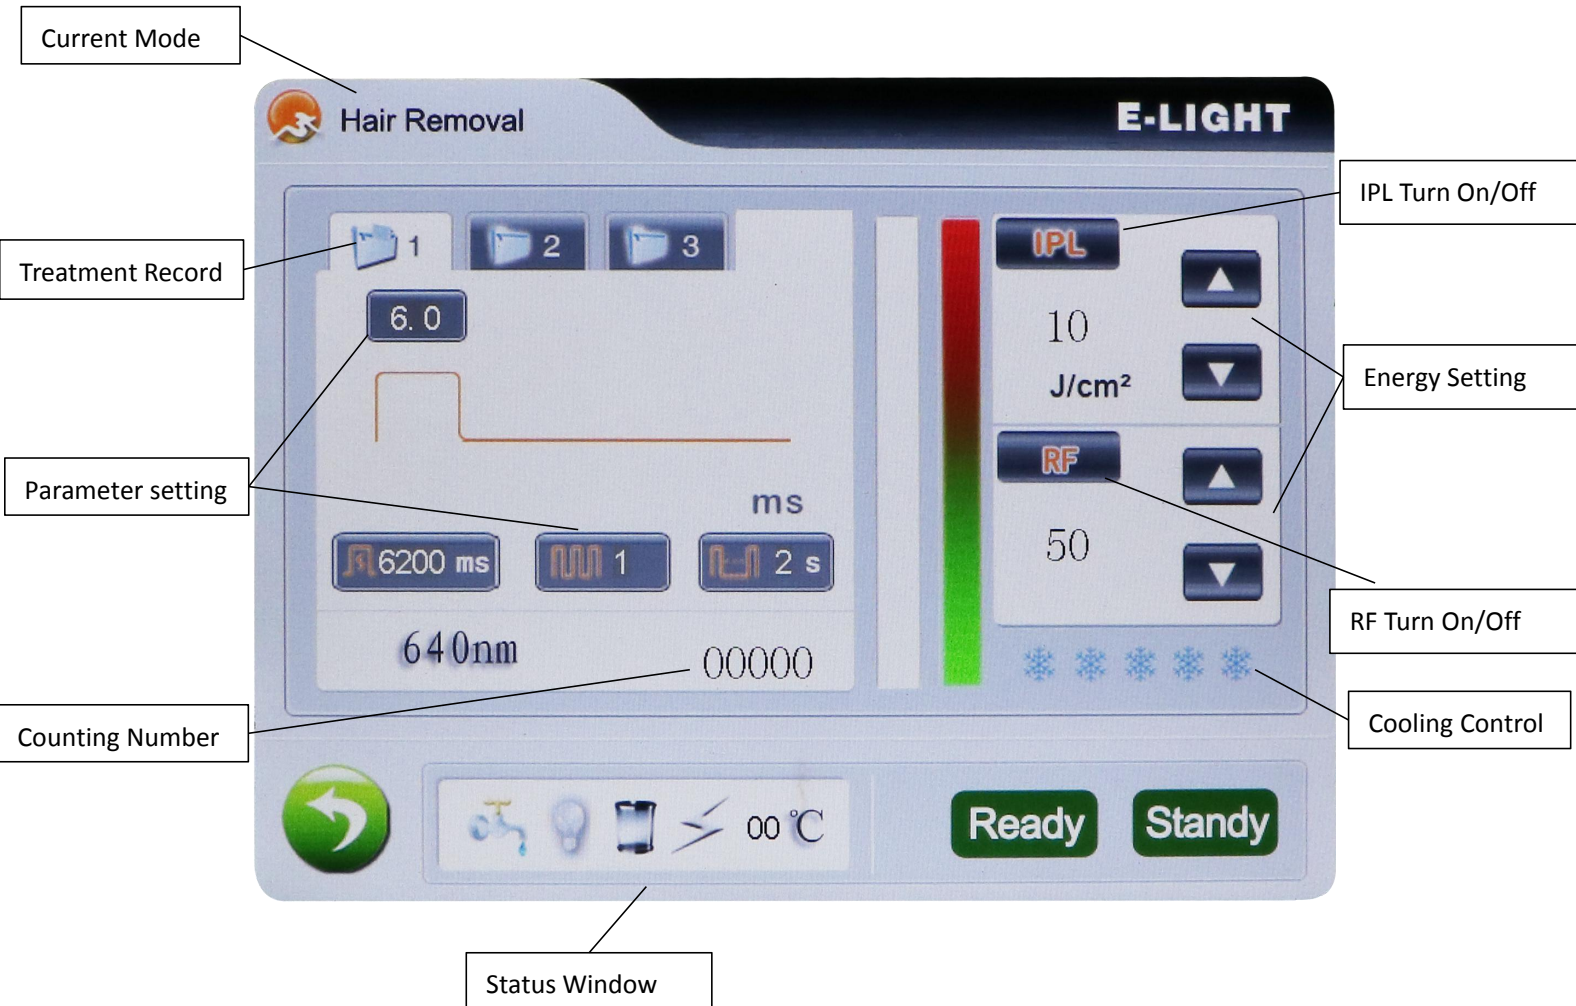 Current Mode
Hair Removal
E-LIGHT
IPL Turn On/Off
Treatment Record
1
2
3
IPL
6.0
10
J/cm²
Energy Setting
Parameter setting
RF
ms
50
6200 ms
1
2 s
RF Turn On/Off
640nm
00000
Counting Number
Cooling Control
00 °C
Ready
Standy
Status Window